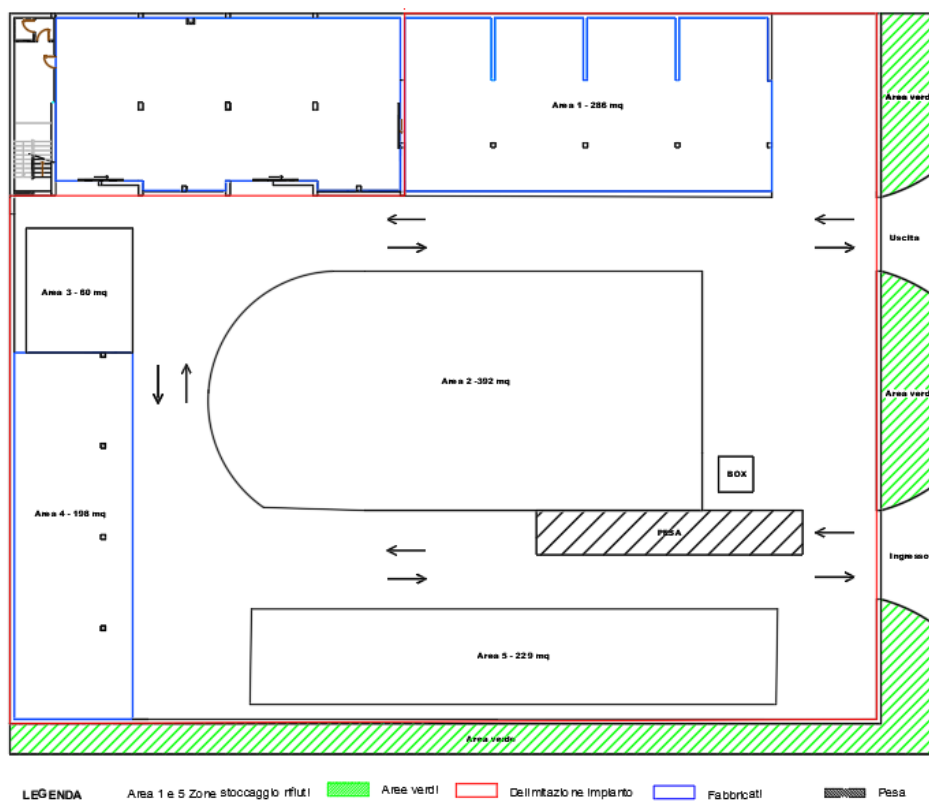 Area verd
Area 1 - 286 mq
Uscita
Area 3 - 60 mq
Area 2 -392 mq
Area verd
BOX
Area 4 - 198 mq
PESA
Ingresso
Area 5 - 229 mq
Area verde
LEGENDA Area 1 e 5 Zone stoccaggio rifiuti Aree verdi Delimitazione impianto Fabbricati Pesa